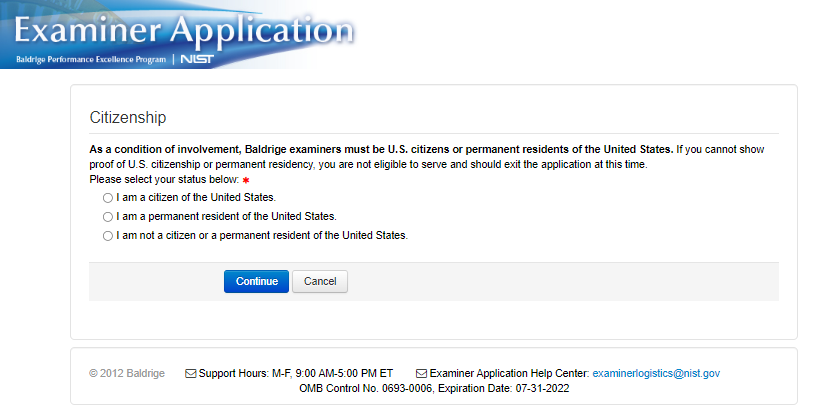 Examiner Application
Baldrige Performance Excellence Program | NIST
Citizenship
As a condition of involvement, Baldrige examiners must be U.S. citizens or permanent residents of the United States. If you cannot show
proof of U.S. citizenship or permanent residency, you are not eligible to serve and should exit the application at this time.
Please select your status below: *
I am a citizen of the United States.
I am a permanent resident of the United States.
I am not a citizen or a permanent resident of the United States.
Continue Cancel
© 2012 Baldrige Support Hours: M-F, 9:00 AM-5:00 PM ET Examiner Application Help Center: examinerlogistics@nist.gov
OMB Control No. 0693-0006, Expiration Date: 07-31-2022